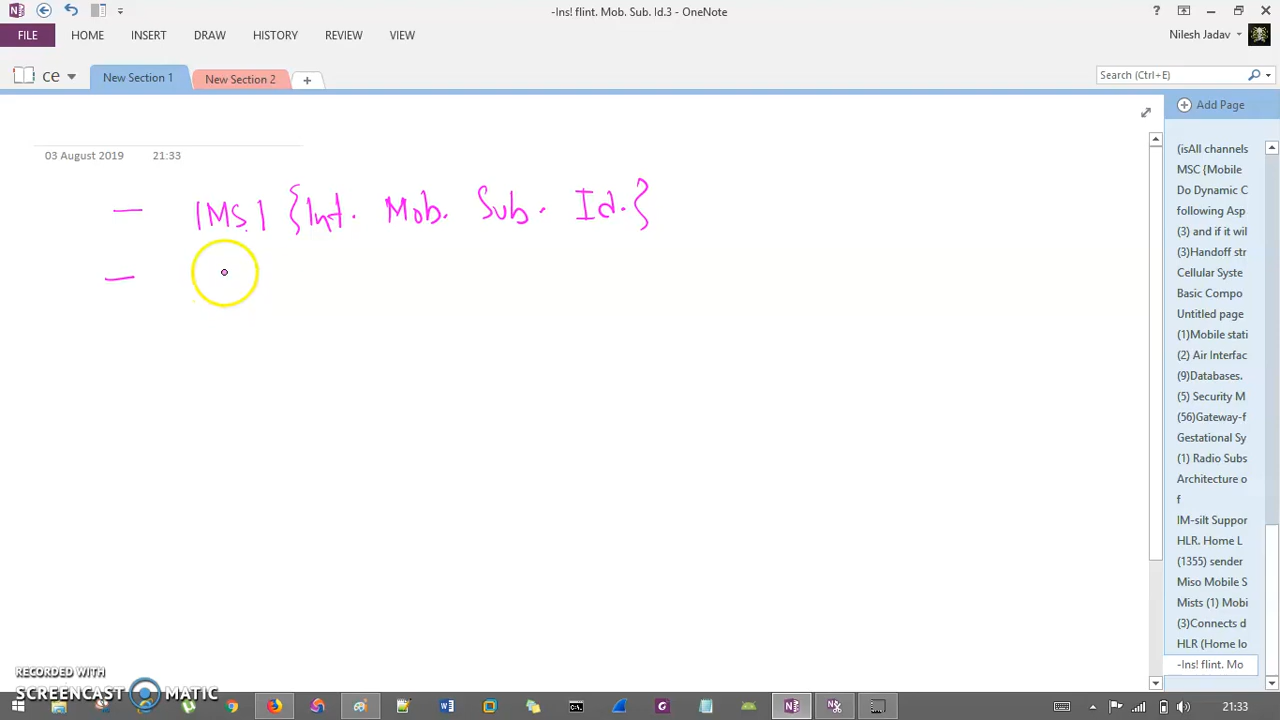 -Ins! flint. Mob. Sub. Id.3 - OneNote
?
FILE
HOME
INSERT
DRAW
HISTORY
REVIEW
VIEW
Nilesh Jadav
ce
New Section 1
New Section 2
+
Search (Ctrl+E)
Add Page
03 August 2019
21:33
— IMSI {Int. Mob. Sub. Id.}
—
(isAll channels
MSC (Mobile
Do Dynamic C
following Asp
(3) and if it wil
(3)Handoff str
Cellular Syste
Basic Compo
Untitled page
(1)Mobile stati
(2) Air Interfac
(9)Databases.
(5) Security M
(56)Gateway-f
Gestational Sy
(1) Radio Subs
Architecture o
f
IM-silt Suppor
HLR. Home L
(1355) sender
Miso Mobile S
Mists (1) Mobi
(3)Connects d
HLR (Home lo
-Ins! flint. Mo
RECORDED WITH
SCREENCAST MATIC
21:33